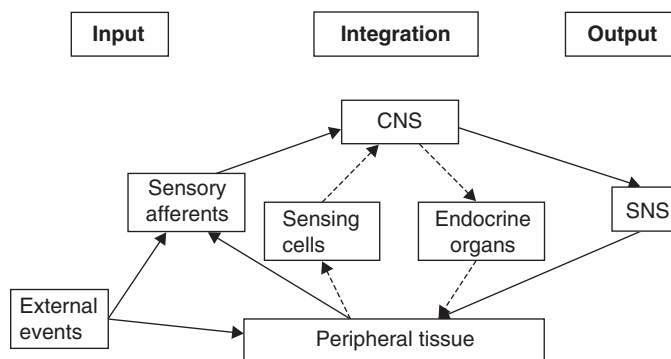 Input
Integration
Output
CNS
Sensory
afferents
Sensing
cells
Endocrine
organs
SNS
External
events
Peripheral tissue